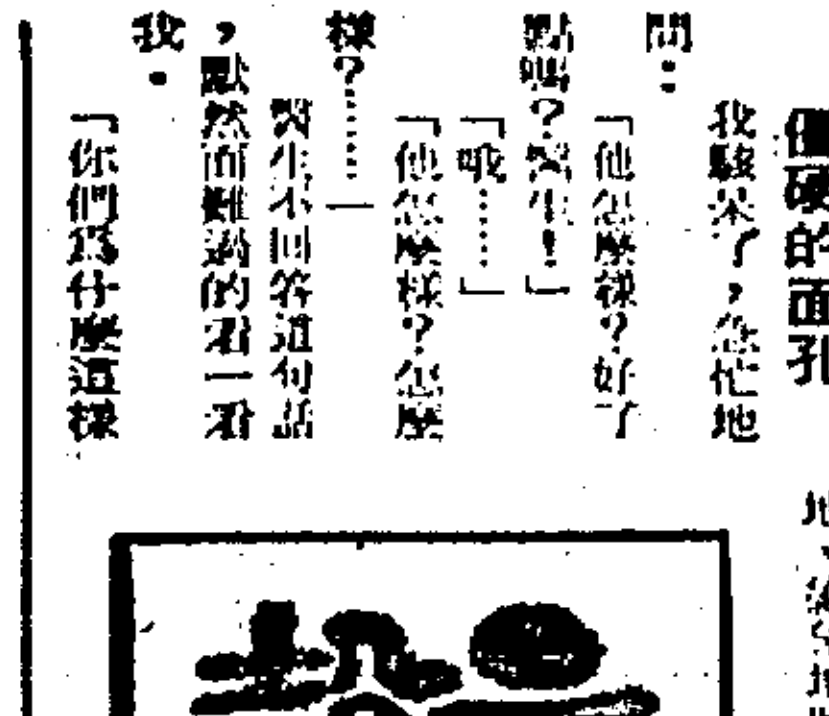 僵硬的面孔
我駭呆了，急忙地
問：
「他怎麼樣？好了
點嗎？醫生！」
「哦……」
「他怎麼樣？怎麼
樣？………」
醫生不回答這句話
，默然而難過的看一看
我。
「你們爲什麼這樣